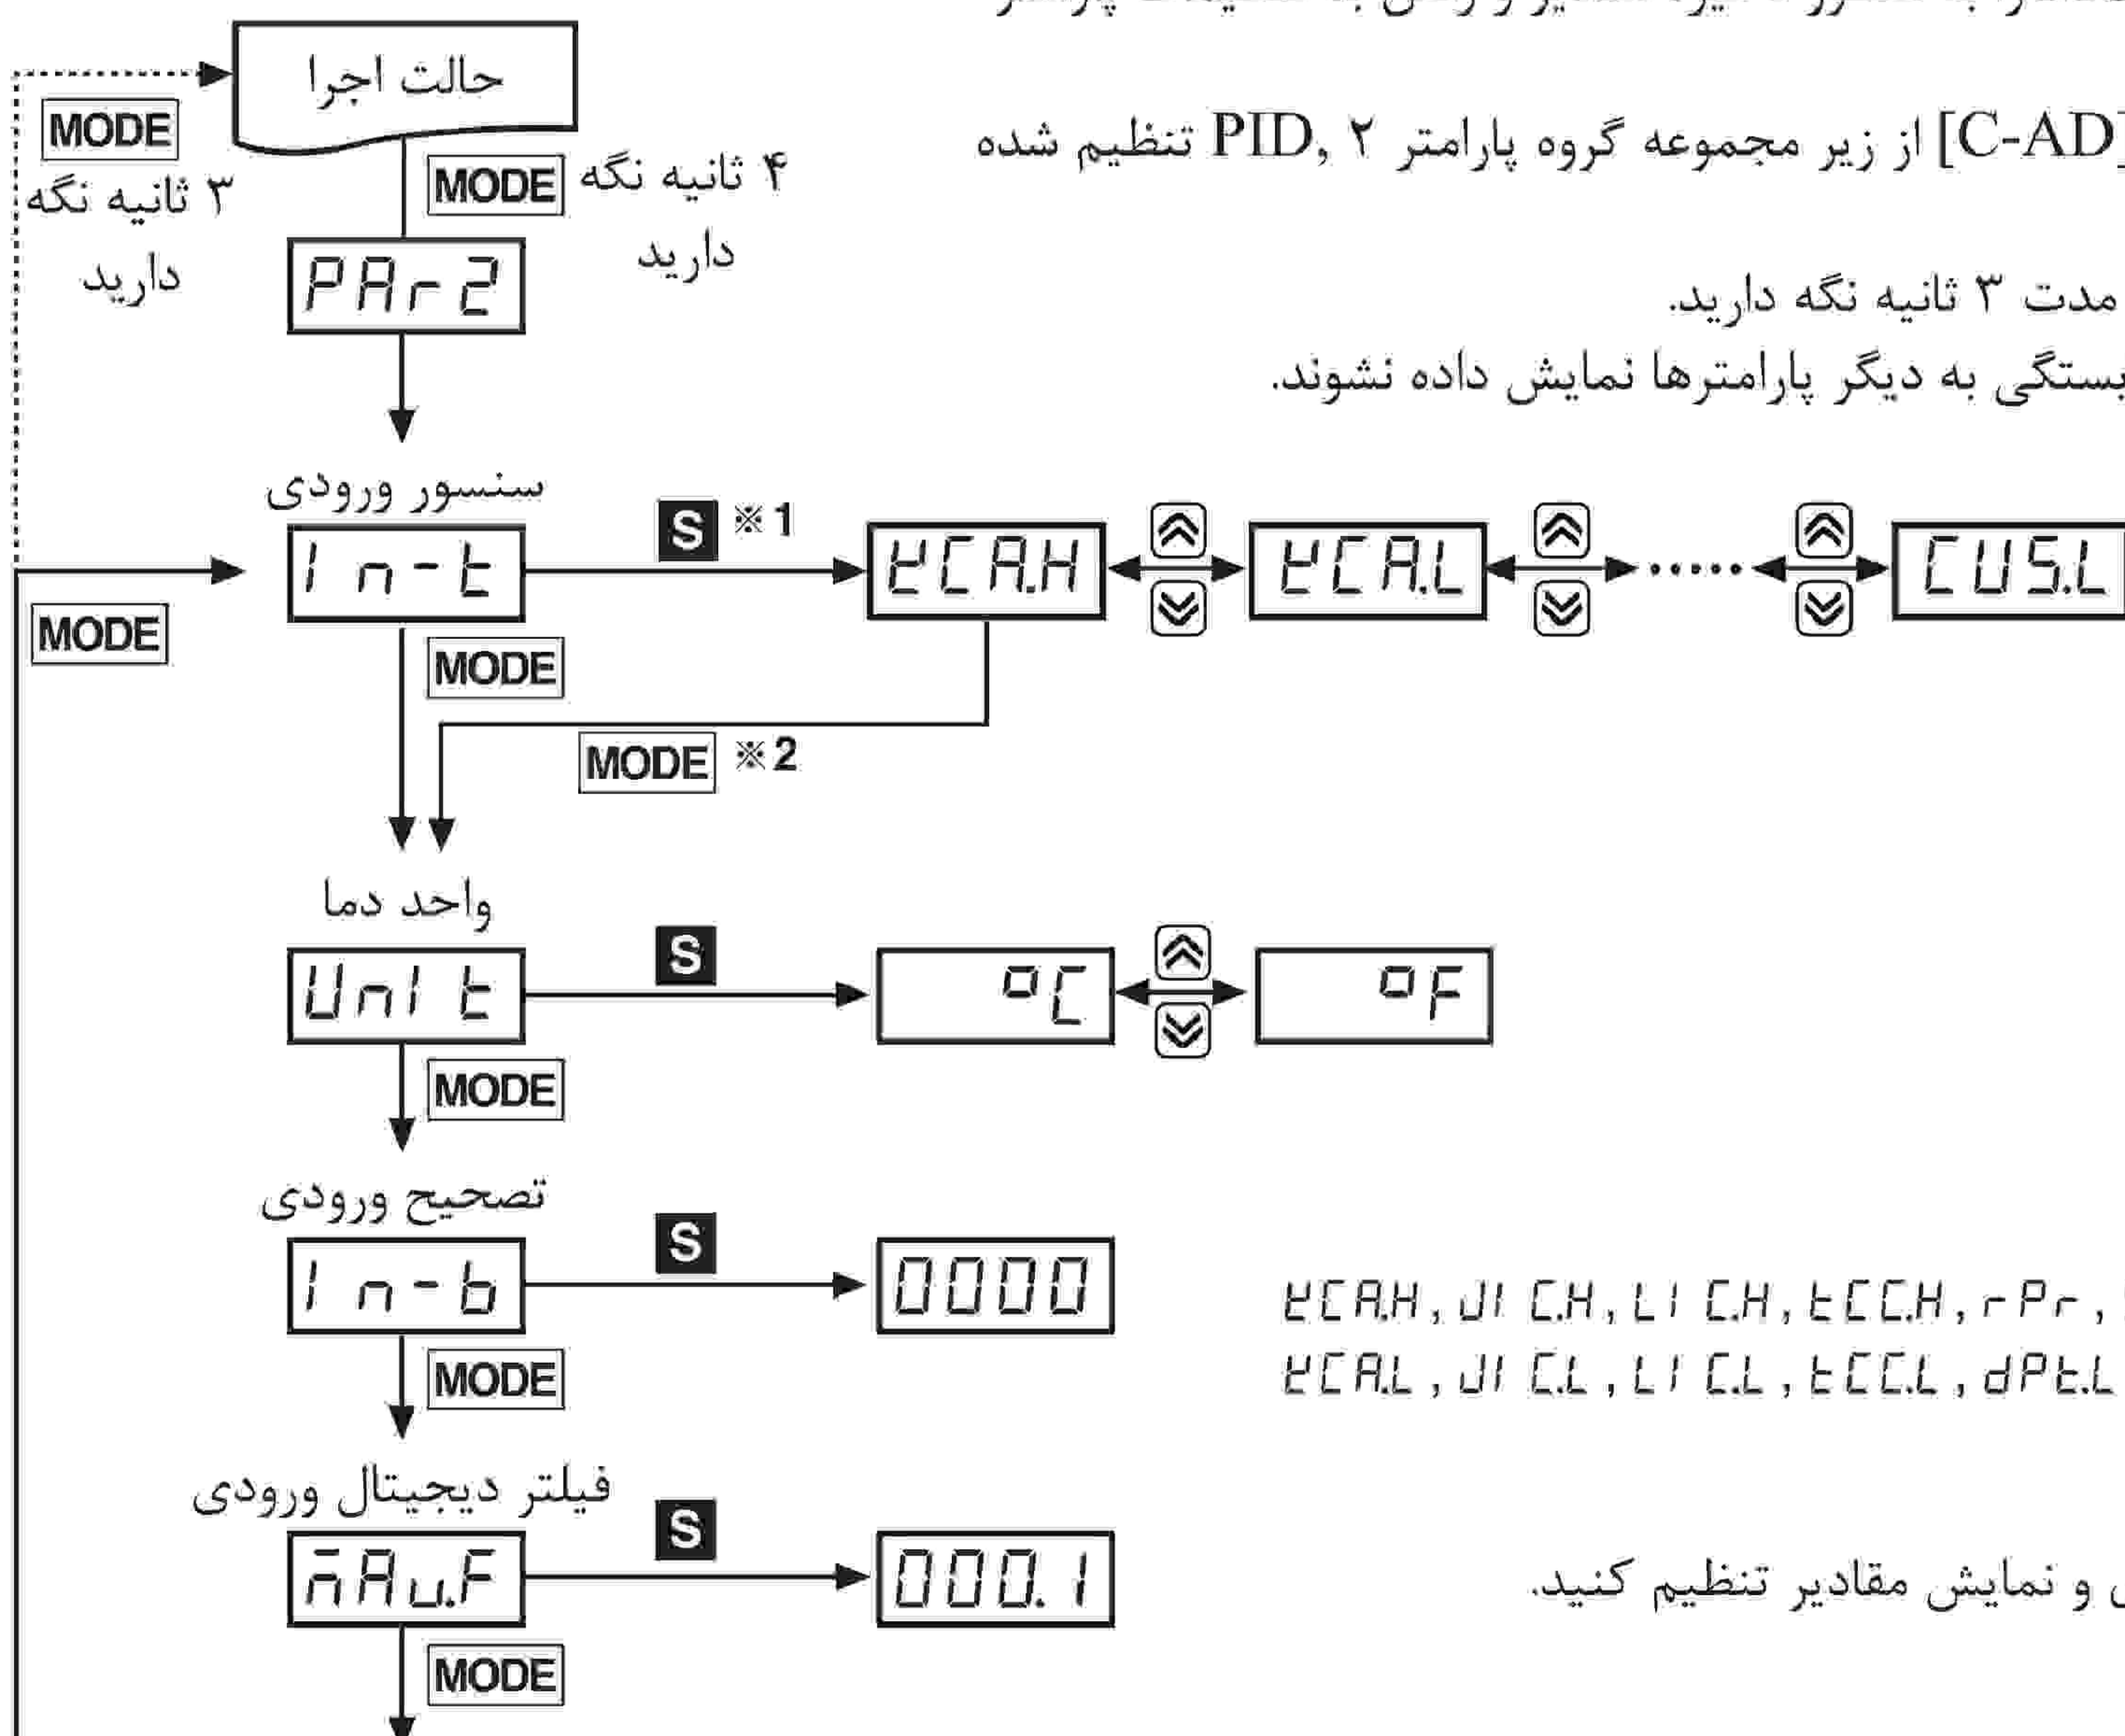 حالت اجرا
MODE
۳ ثانیه نگه
دارید
MODE
۴ ثانیه نگه
دارید
[C-AD] از زیر مجموعه گروه پارامتر ۲ ,PID تنظیم شده
PAr2
مدت ۳ ثانیه نگه دارید.
بستگی به دیگر پارامترها نمایش داده نشوند.
سنسور ورودی
In-t
S ※1
KCA.H
KCA.L
CUS.L
MODE
MODE
MODE ※2
واحد دما
UnIt
S
°C
°F
MODE
تصحیح ورودی
In-b
S
0000
KCA.H, JIC.H, LIC.H, tCC.H, rPr,
KCA.L, JIC.L, LIC.L, tCC.L, dPt.L
MODE
فیلتر دیجیتال ورودی
MAv.F
S
000.1
و نمایش مقادیر تنظیم کنید.
MODE